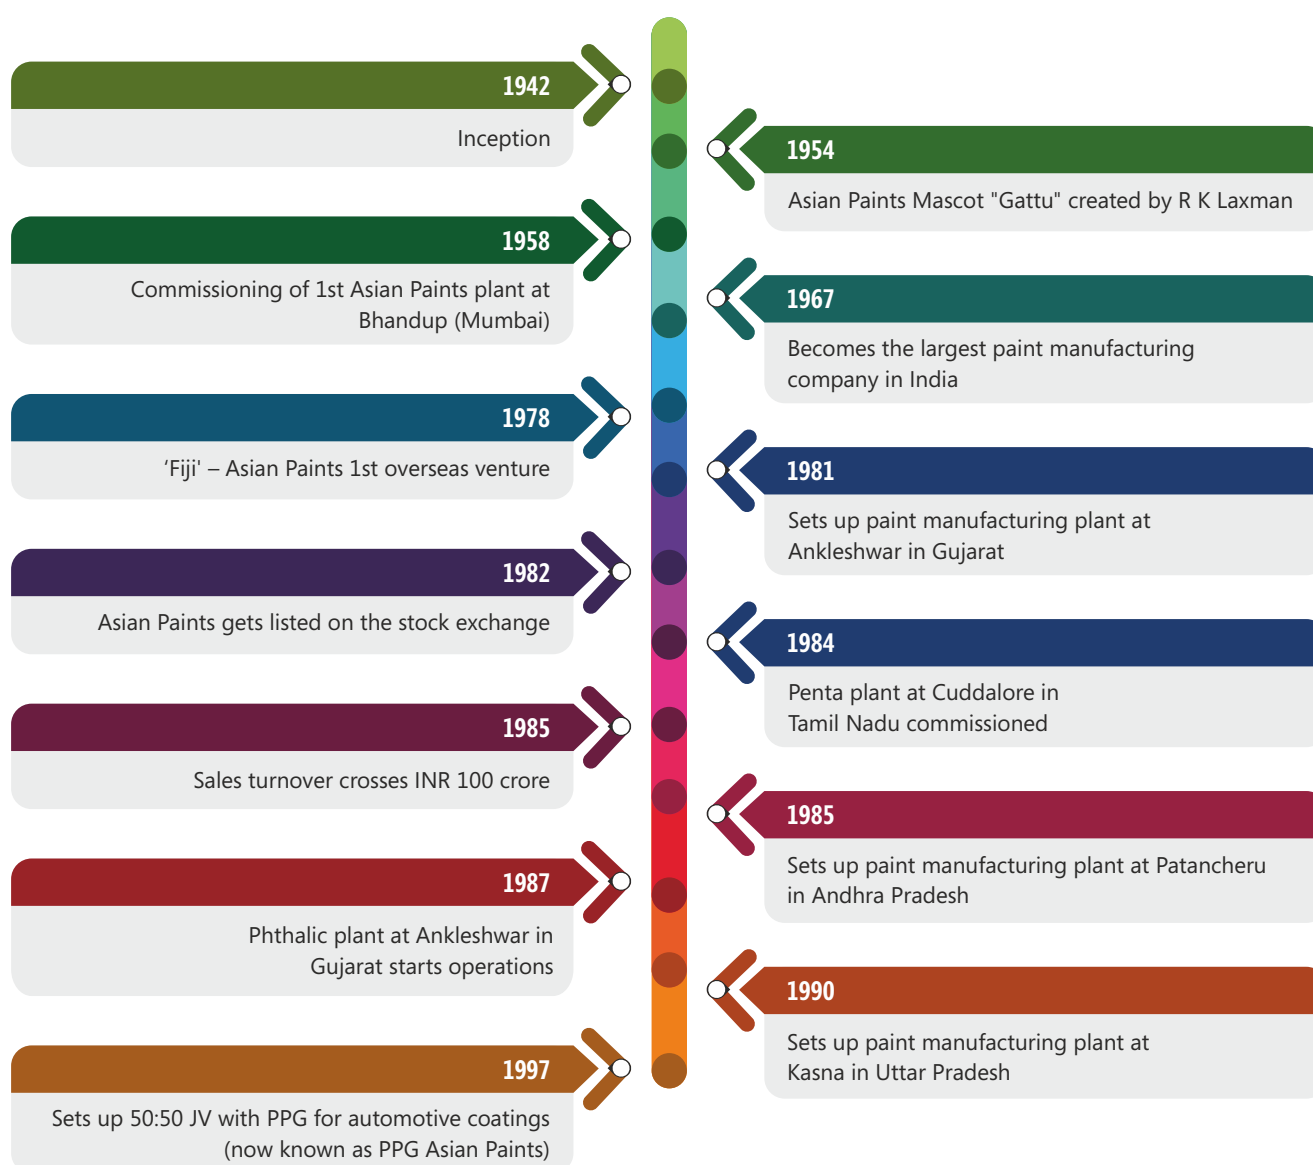 1942
Inception
1954
Asian Paints Mascot "Gattu" created by R K Laxman
1958
Commissioning of 1st Asian Paints plant at
Bhandup (Mumbai)
1967
Becomes the largest paint manufacturing
company in India
1978
‘Fiji' – Asian Paints 1st overseas venture
1981
Sets up paint manufacturing plant at
Ankleshwar in Gujarat
1982
Asian Paints gets listed on the stock exchange
1984
Penta plant at Cuddalore in
Tamil Nadu commissioned
1985
Sales turnover crosses INR 100 crore
1985
Sets up paint manufacturing plant at Patancheru
in Andhra Pradesh
1987
Phthalic plant at Ankleshwar in
Gujarat starts operations
1990
Sets up paint manufacturing plant at
Kasna in Uttar Pradesh
1997
Sets up 50:50 JV with PPG for automotive coatings
(now known as PPG Asian Paints)